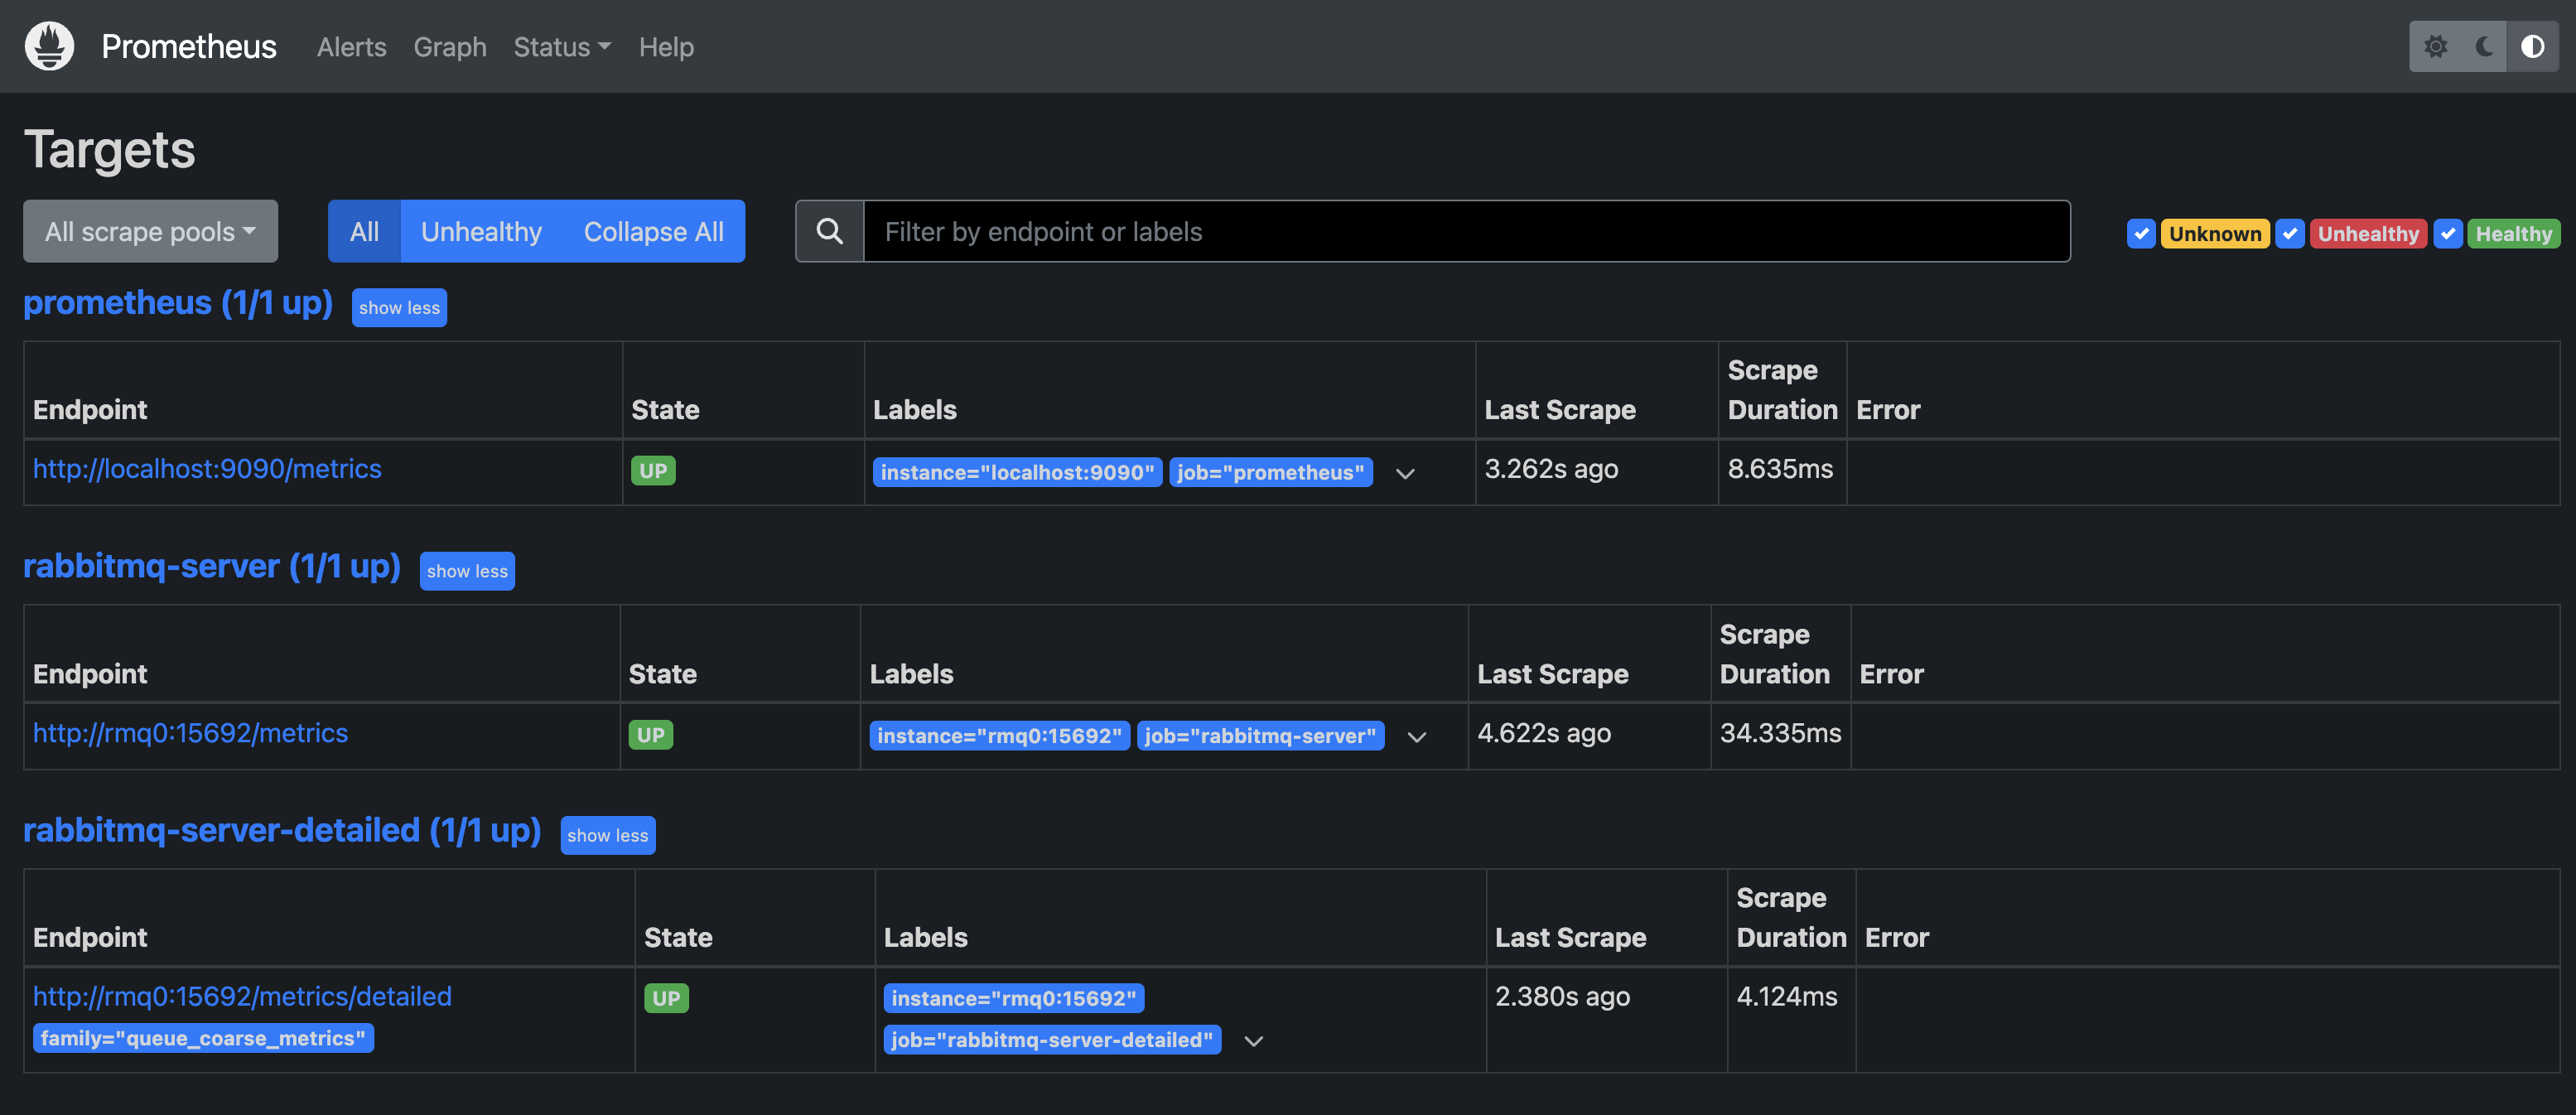 Prometheus Alerts Graph Status Help
Targets
All scrape pools All Unhealthy Collapse All Filter by endpoint or labels Unknown Unhealthy Healthy
prometheus (1/1 up) show less
Endpoint State Labels Last Scrape Scrape Duration Error
http://localhost:9090/metrics UP instance="localhost:9090" job="prometheus" 3.262s ago 8.635ms
rabbitmq-server (1/1 up) show less
Endpoint State Labels Last Scrape Scrape Duration Error
http://rmq0:15692/metrics UP instance="rmq0:15692" job="rabbitmq-server" 4.622s ago 34.335ms
rabbitmq-server-detailed (1/1 up) show less
Endpoint State Labels Last Scrape Scrape Duration Error
http://rmq0:15692/metrics/detailed UP instance="rmq0:15692" 2.380s ago 4.124ms
family="queue_coarse_metrics" job="rabbitmq-server-detailed"